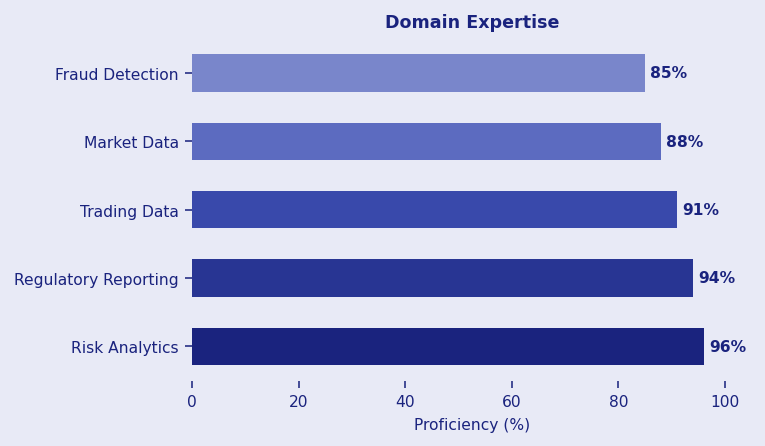 Domain Expertise
Fraud Detection 85%
Market Data 88%
Trading Data 91%
Regulatory Reporting 94%
Risk Analytics 96%
0 20 40 60 80 100
Proficiency (%)